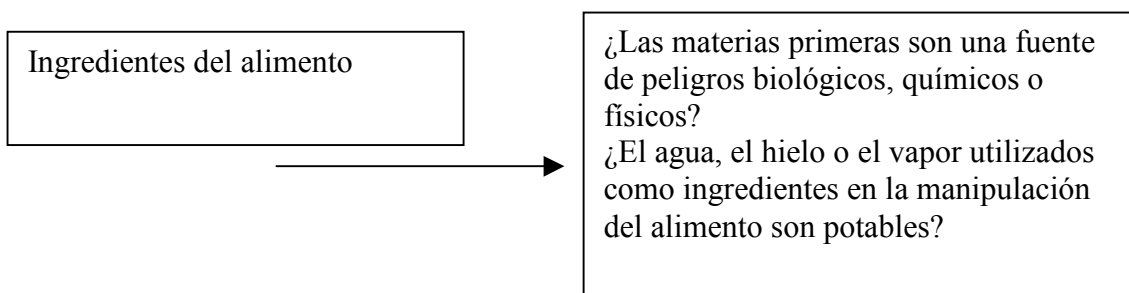 Ingredientes del alimento
¿Las materias primeras son una fuente
de peligros biológicos, químicos o
físicos?
¿El agua, el hielo o el vapor utilizados
como ingredientes en la manipulación
del alimento son potables?